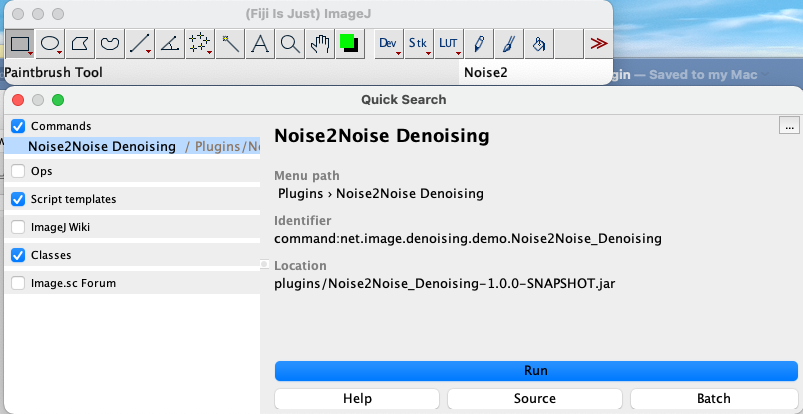 (Fiji Is Just) ImageJ
Dev Stk LUT
Paintbrush Tool
Noise2
gin — Saved to my Mac
Quick Search
Commands
Noise2Noise Denoising / Plugins/No
Ops
Script templates
ImageJ Wiki
Classes
Image.sc Forum
...
Noise2Noise Denoising
Menu path
Plugins › Noise2Noise Denoising
Identifier
command:net.image.denoising.demo.Noise2Noise_Denoising
Location
plugins/Noise2Noise_Denoising-1.0.0-SNAPSHOT.jar
Run
Help Source Batch